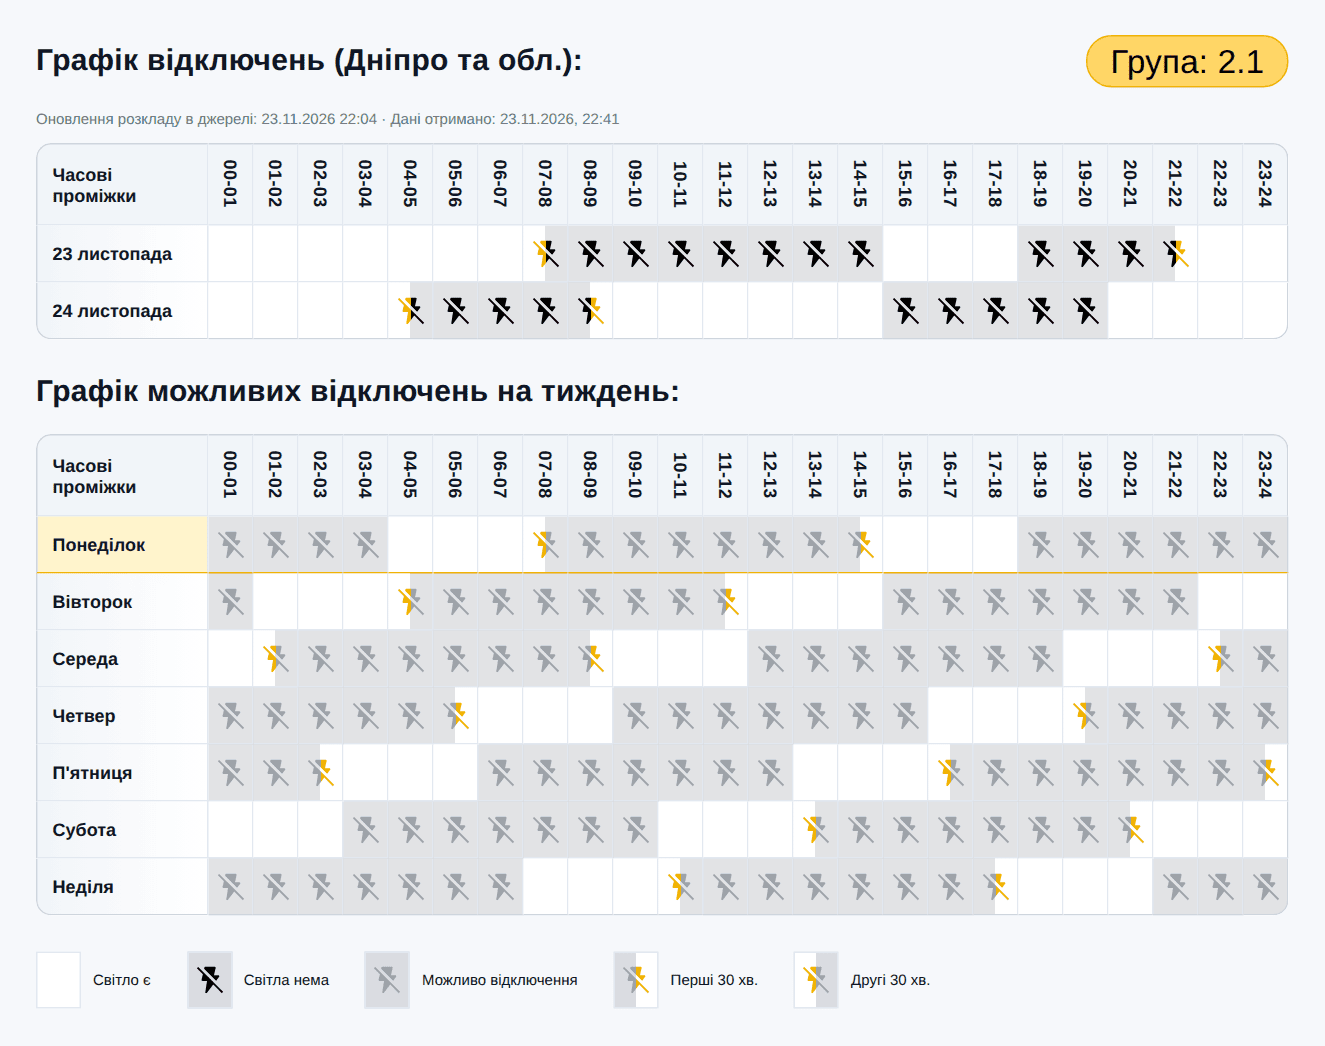 Графік відключень (Дніпро та обл.):
Група: 2.1
Оновлення розкладу в джерелі: 23.11.2026 22:04 · Дані отримано: 23.11.2026, 22:41
Часові проміжки 00-01 01-02 02-03 03-04 04-05 05-06 06-07 07-08 08-09 09-10 10-11 11-12 12-13 13-14 14-15 15-16 16-17 17-18 18-19 19-20 20-21 21-22 22-23 23-24
23 листопада
24 листопада
Графік можливих відключень на тиждень:
Часові проміжки 00-01 01-02 02-03 03-04 04-05 05-06 06-07 07-08 08-09 09-10 10-11 11-12 12-13 13-14 14-15 15-16 16-17 17-18 18-19 19-20 20-21 21-22 22-23 23-24
Понеділок
Вівторок
Середа
Четвер
П'ятниця
Субота
Неділя
Світло є Світла нема Можливо відключення Перші 30 хв. Другі 30 хв.